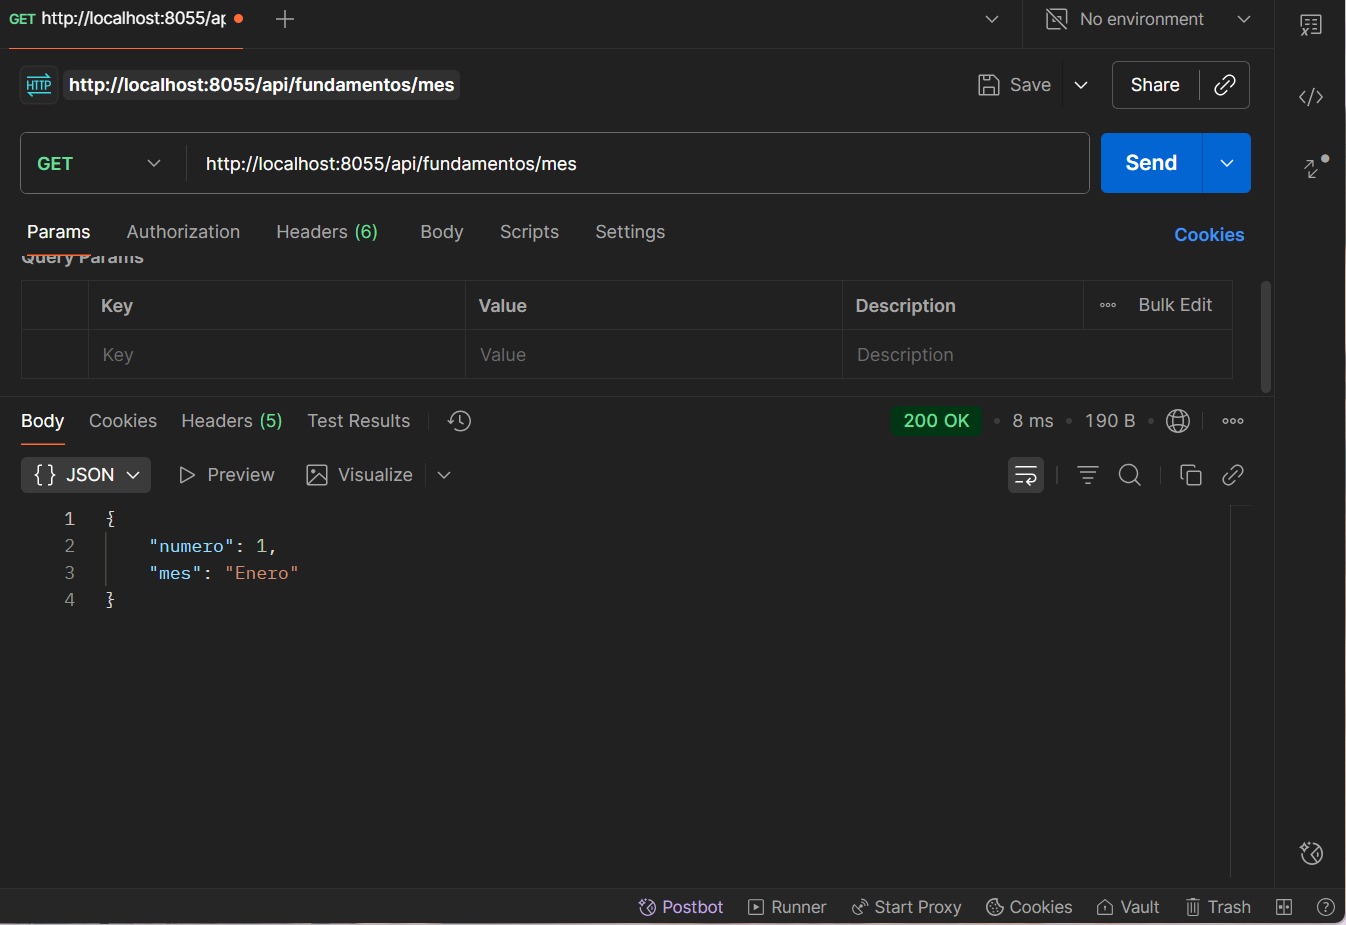 GET http://localhost:8055/ap
No environment
HTTP http://localhost:8055/api/fundamentos/mes
Save
Share
GET
http://localhost:8055/api/fundamentos/mes
Send
Params Authorization Headers (6) Body Scripts Settings
Cookies
Query Params
Key Value Description Bulk Edit
Key Value Description
Body Cookies Headers (5) Test Results
200 OK • 8 ms • 190 B •
{} JSON Preview Visualize
1 {
2 "numero": 1,
3 "mes": "Enero"
4 }
Postbot Runner Start Proxy Cookies Vault Trash